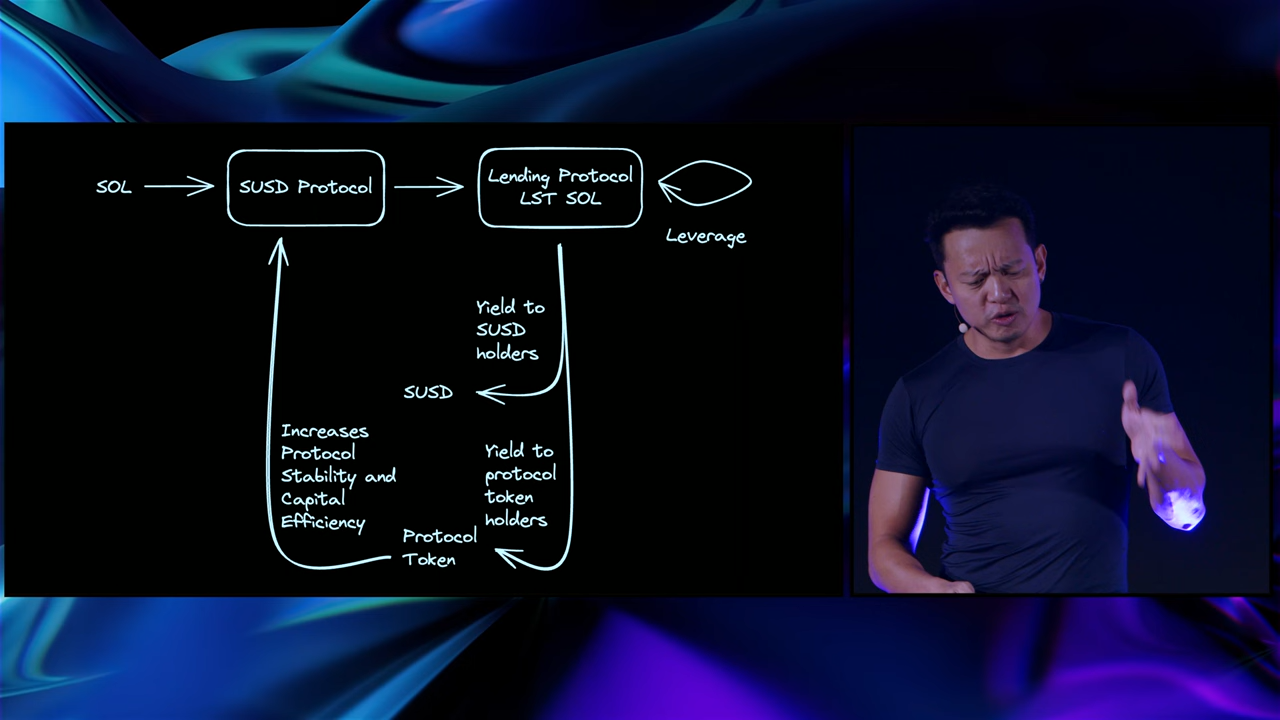 SOL
SUSD Protocol
Lending Protocol
LST SOL
Leverage
Yield to
SUSD
holders
SUSD
Increases
Protocol
Stability and
Capital
Efficiency
Yield to
protocol
token
holders
Protocol
Token